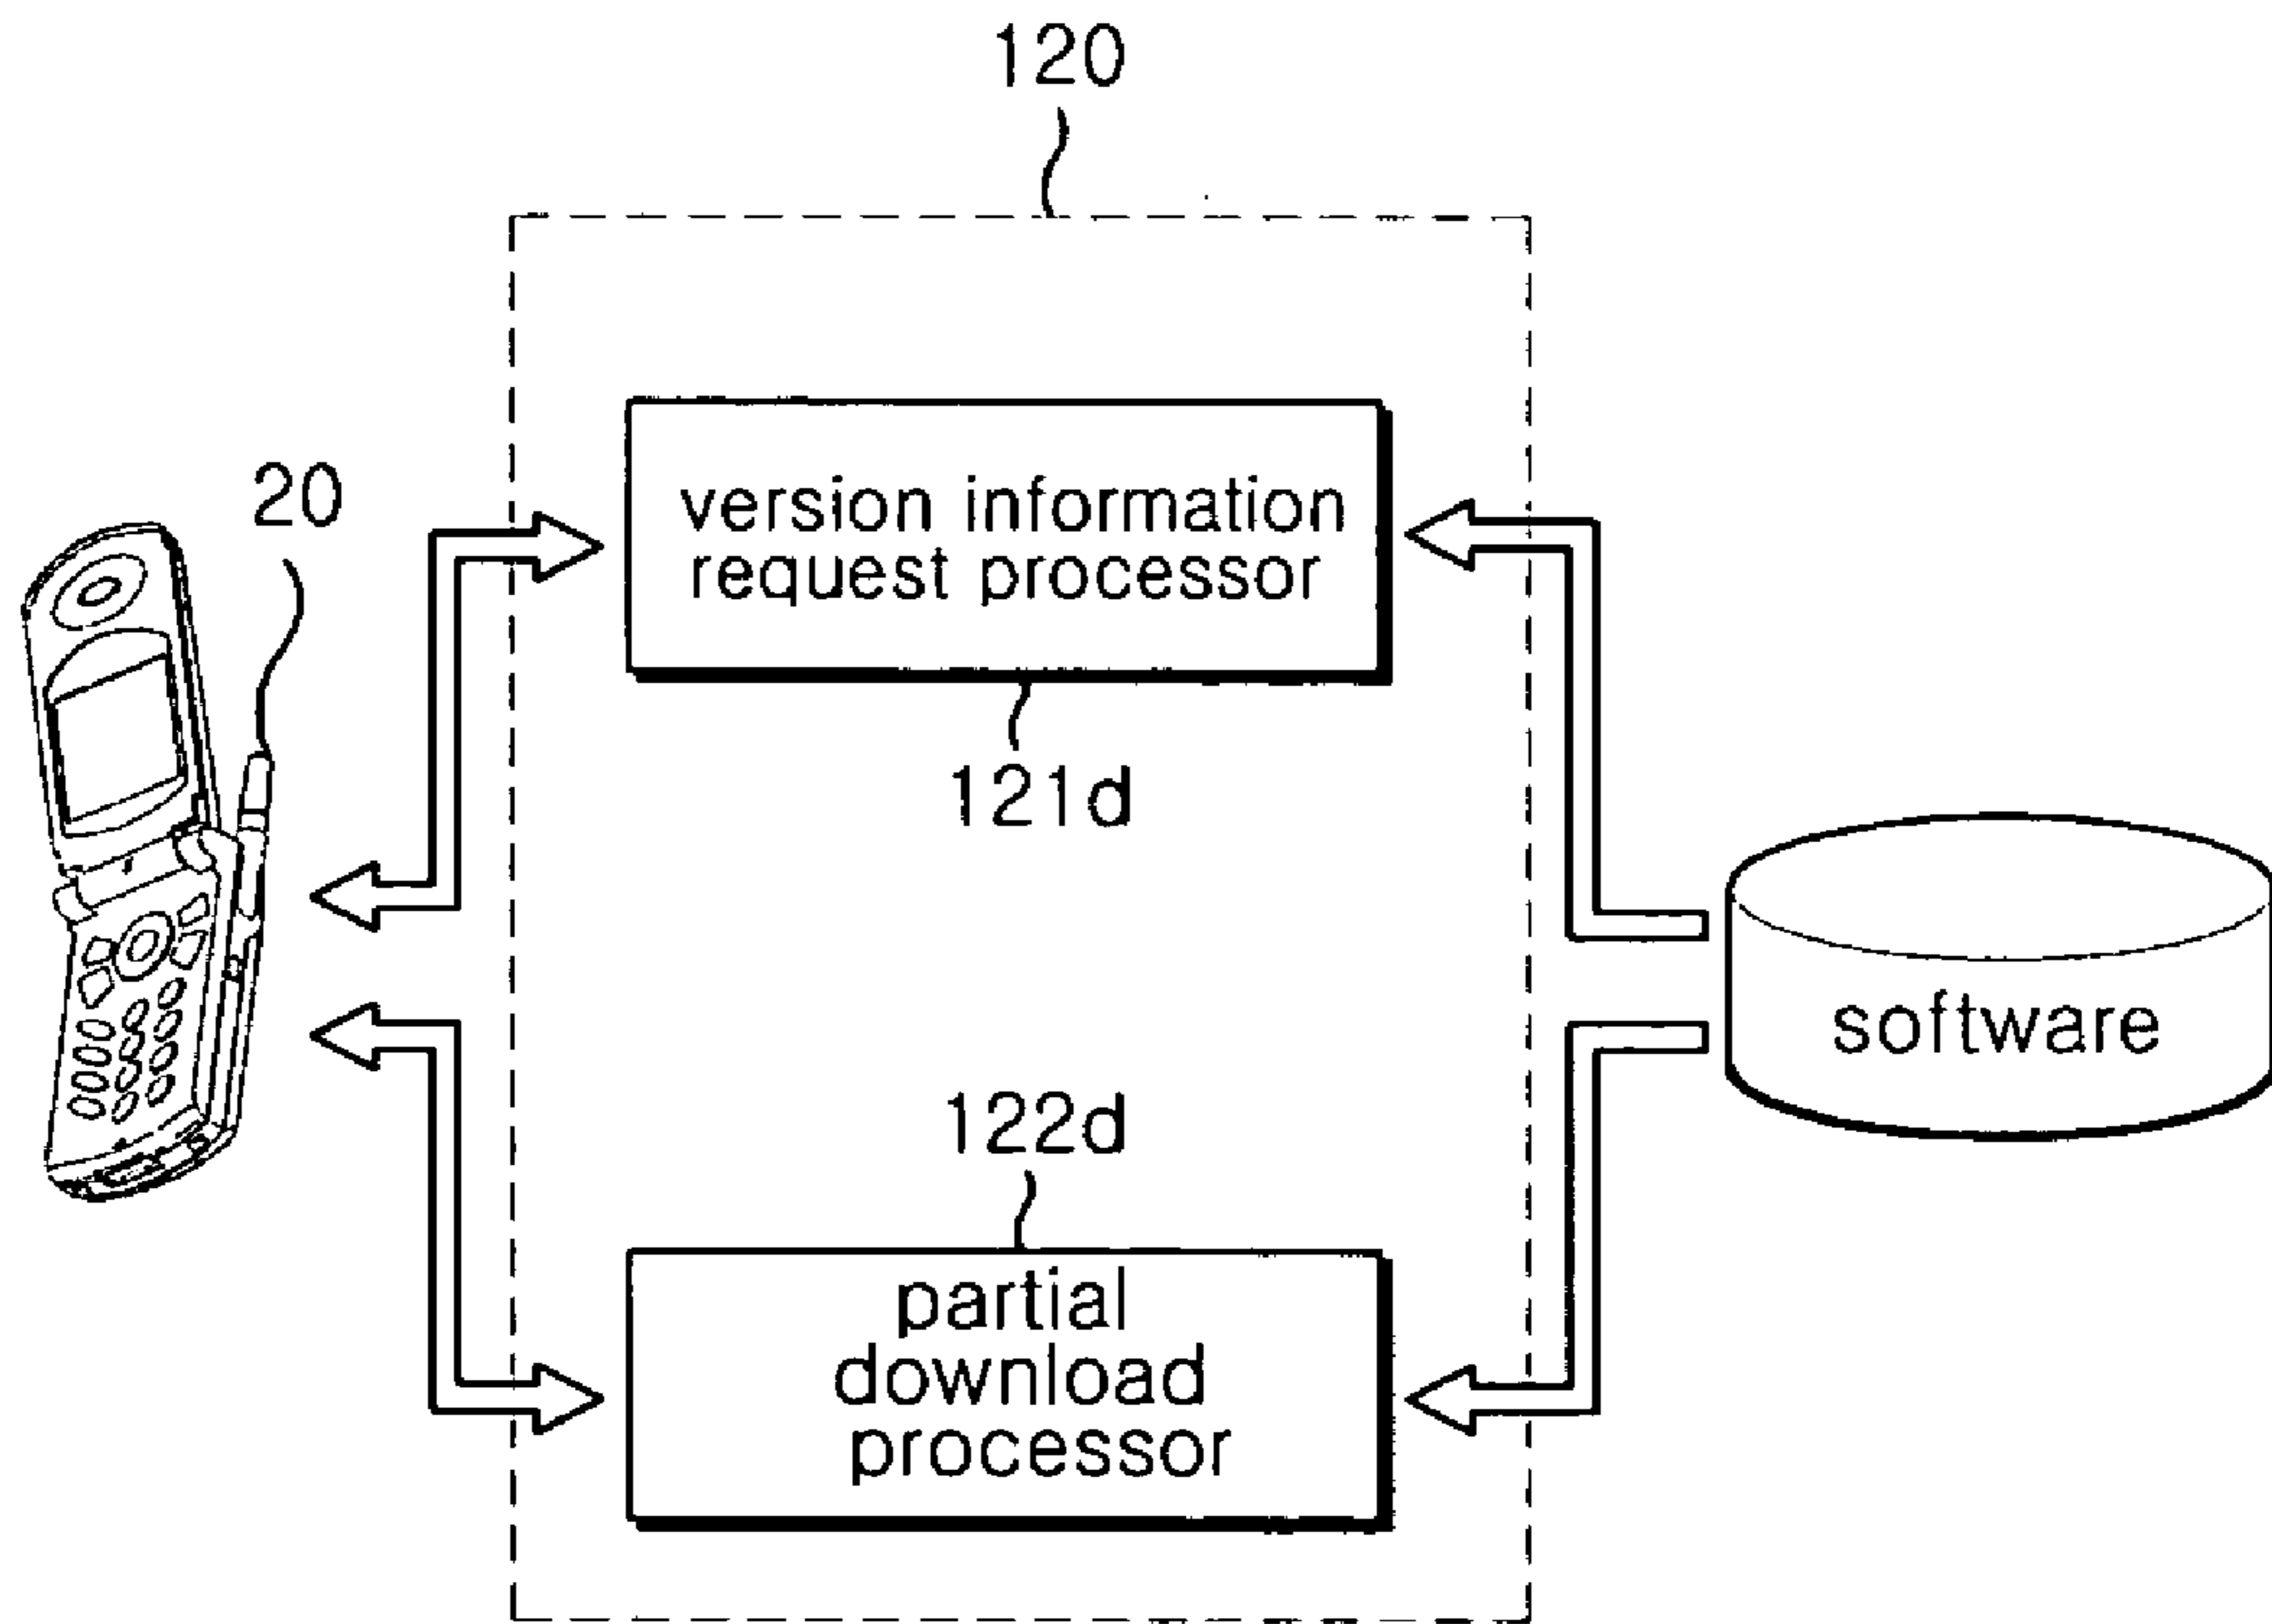 120
20
version information
request processor
121d
software
122d
partial
download
processor